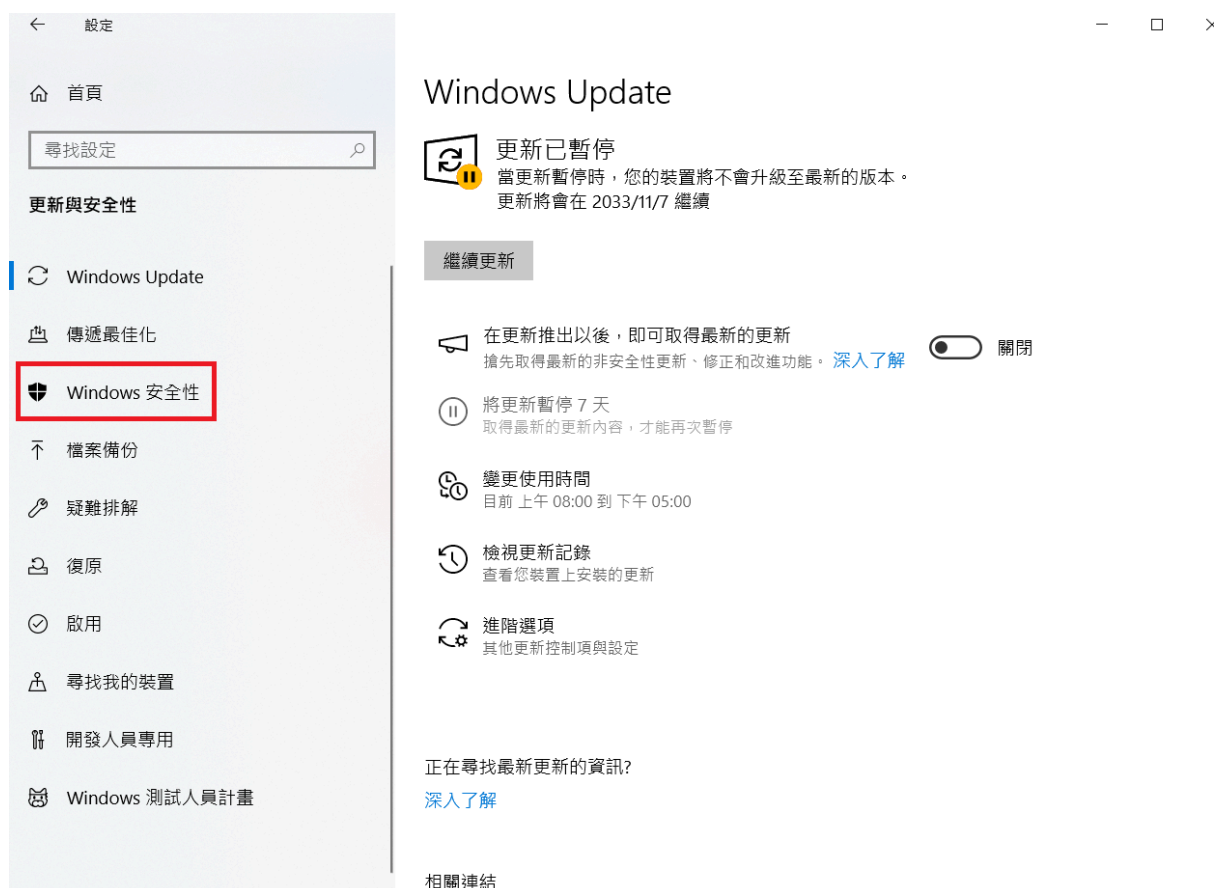 設定
首頁
尋找設定
更新與安全性
Windows Update
傳遞最佳化
Windows 安全性
檔案備份
疑難排解
復原
啟用
尋找我的裝置
開發人員專用
Windows 測試人員計畫
Windows Update
更新已暫停
當更新暫停時，您的裝置將不會升級至最新的版本。
更新將會在 2033/11/7 繼續
繼續更新
在更新推出以後，即可取得最新的更新
搶先取得最新的非安全性更新、修正和改進功能。 深入了解
關閉
將更新暫停 7 天
取得最新的更新內容，才能再次暫停
變更使用時間
目前 上午 08:00 到 下午 05:00
檢視更新記錄
查看您裝置上安裝的更新
進階選項
其他更新控制項與設定
正在尋找最新更新的資訊?
深入了解
相關連結